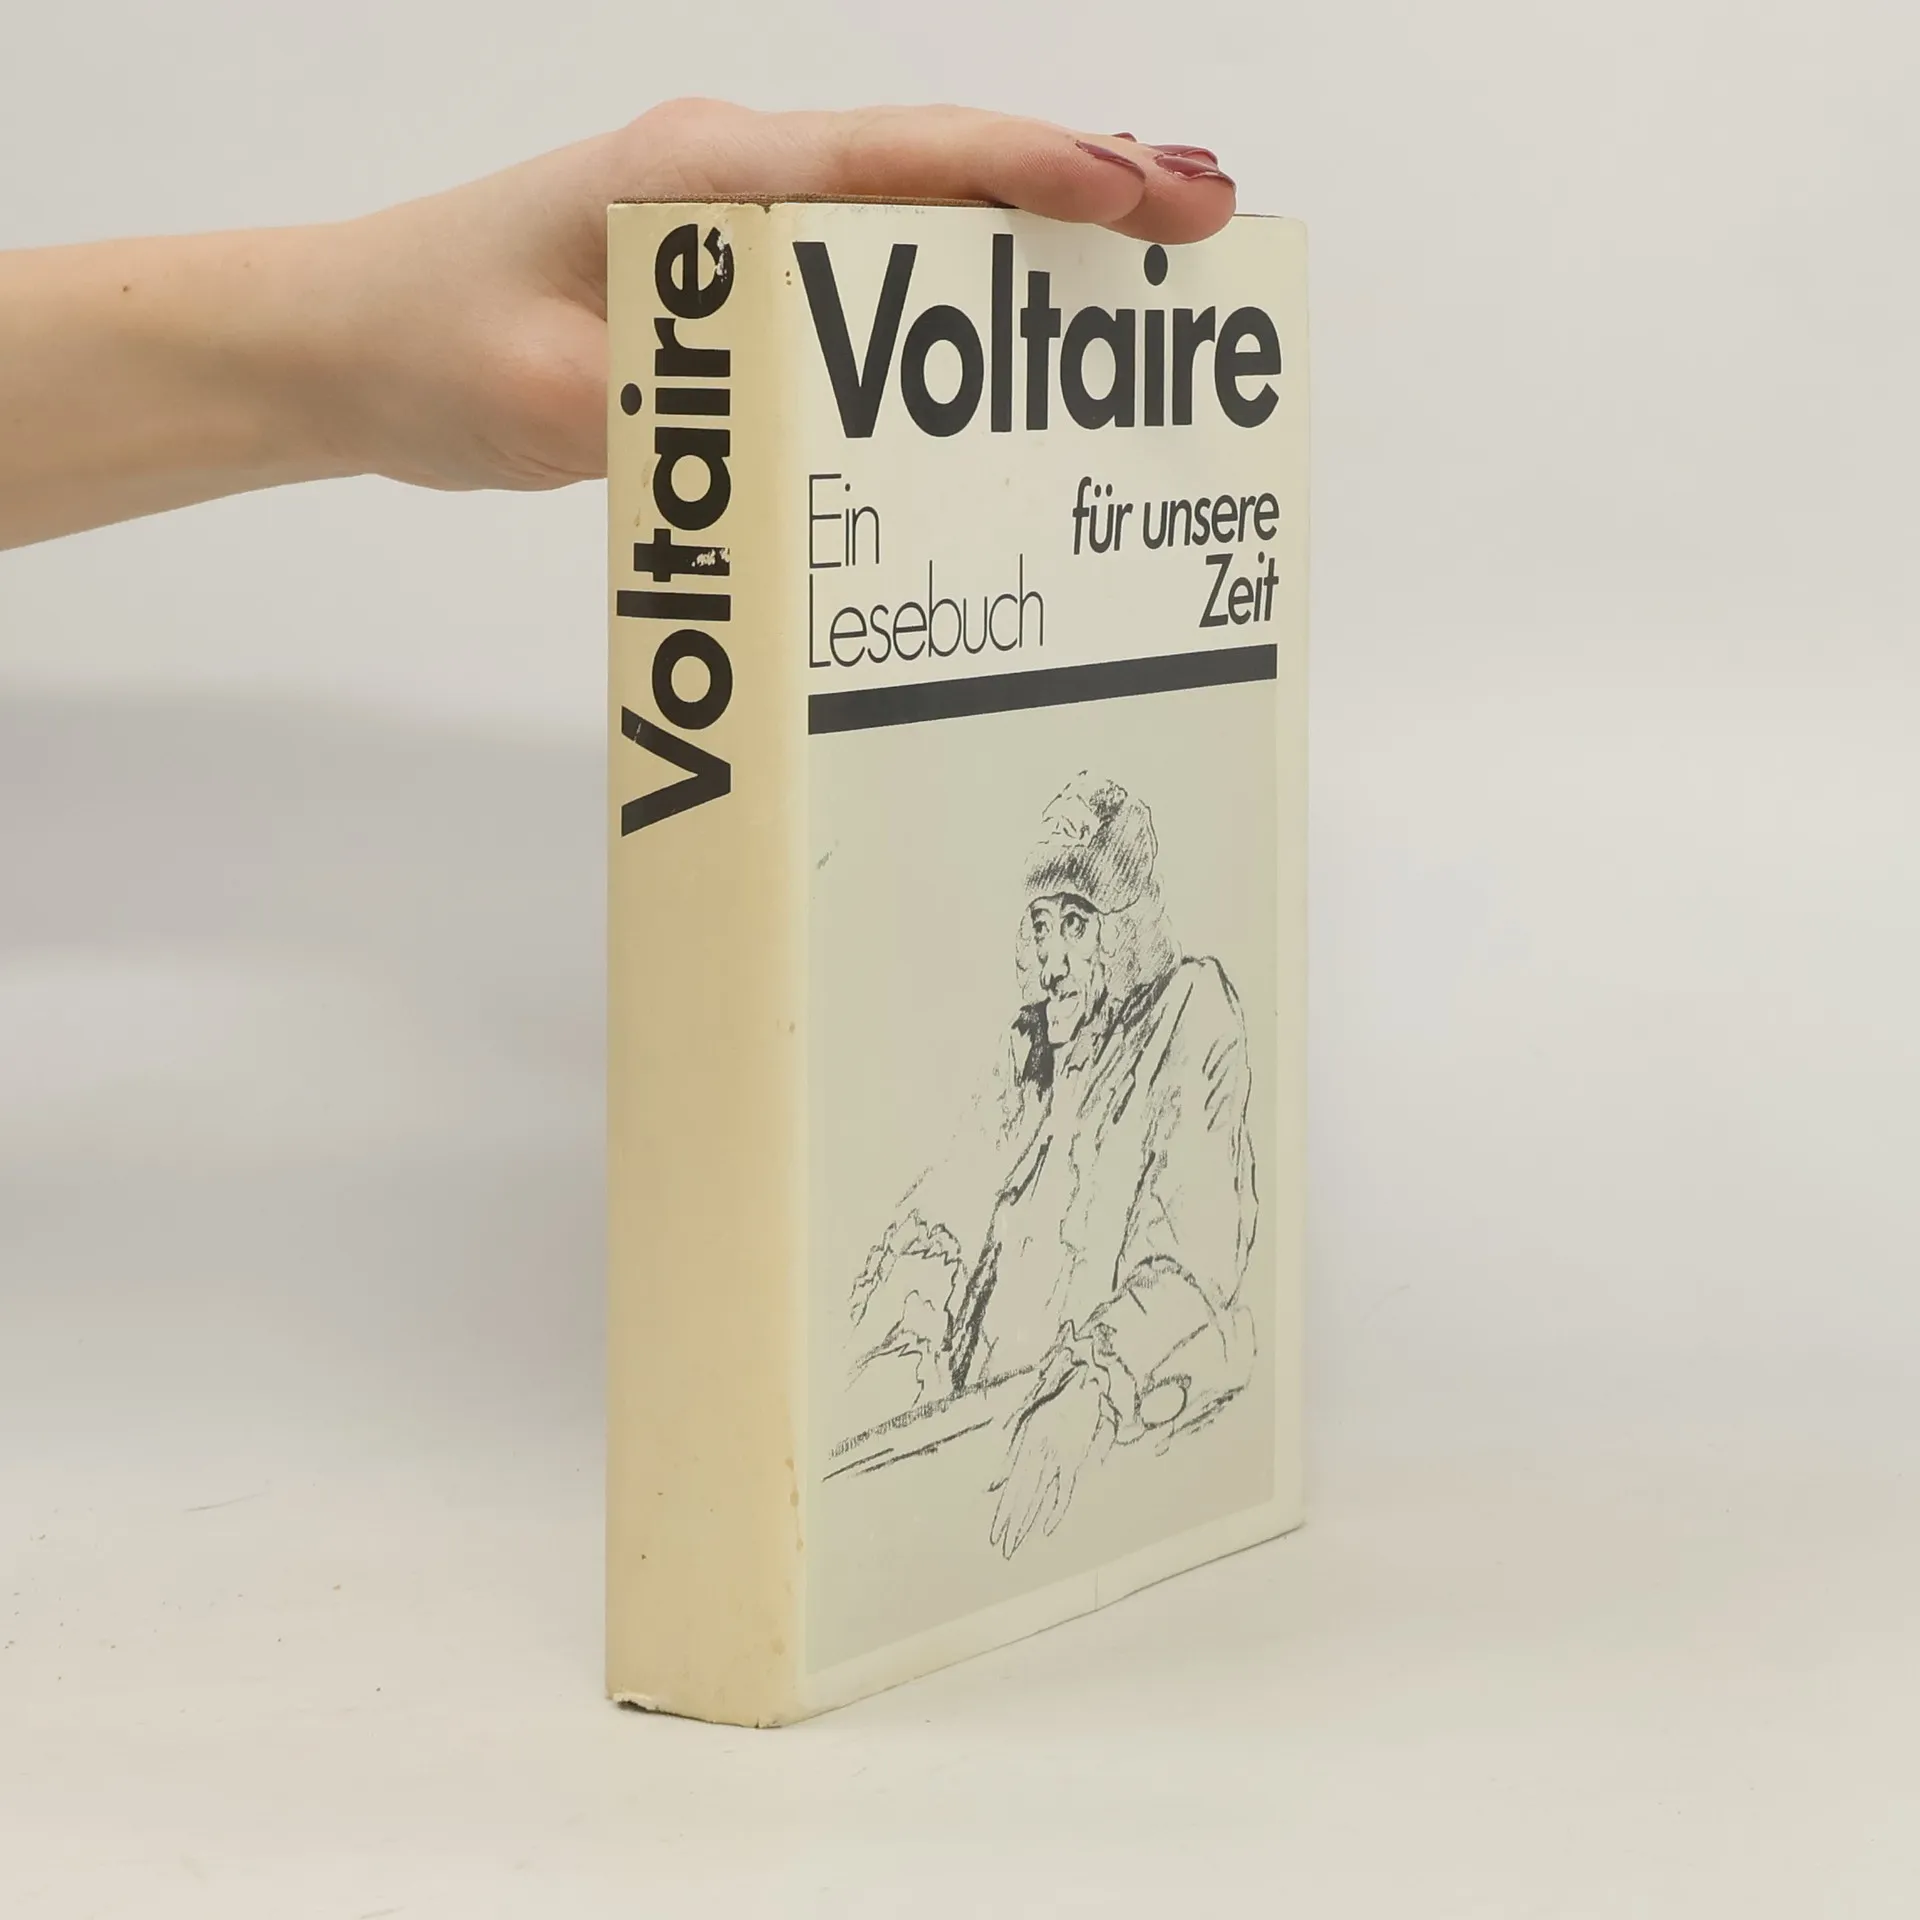 Voltaire
Voltaire
Ein
Lesebuch
für unsere
Zeit